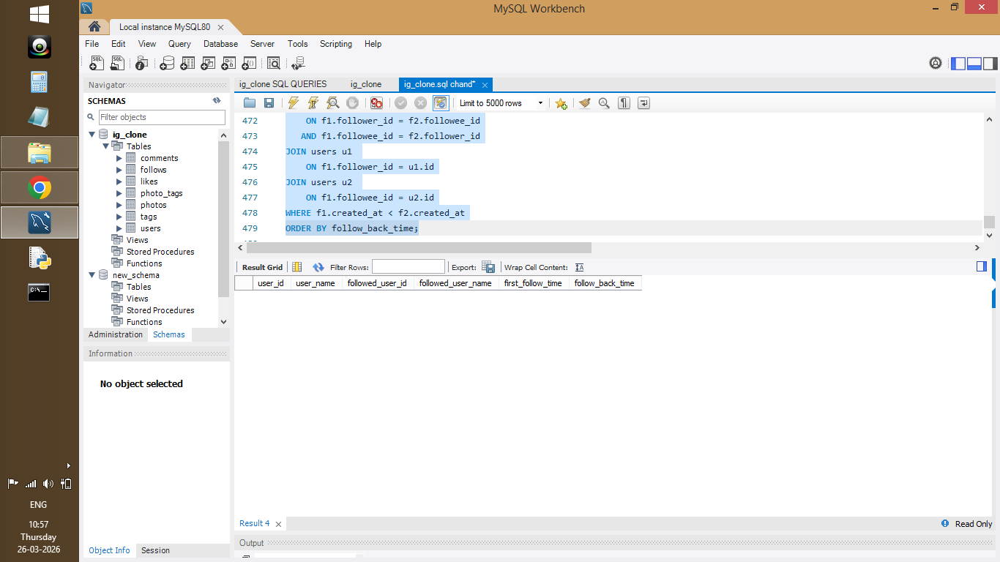 MySQL Workbench
Local instance MySQL80
File Edit View Query Database Server Tools Scripting Help
Navigator
SCHEMAS
Filter objects
ig_clone
Tables
comments
follows
likes
photo_tags
photos
tags
users
Views
Stored Procedures
Functions
new_schema
Tables
Views
Stored Procedures
Functions
Administration Schemas
Information
No object selected
Object Info Session
ig_clone SQL QUERIES ig_clone ig_clone.sql chand*
Limit to 5000 rows
472 ON f1.follower_id = f2.followee_id
473 AND f1.followee_id = f2.follower_id
474 JOIN users u1
475 ON f1.follower_id = u1.id
476 JOIN users u2
477 ON f1.followee_id = u2.id
478 WHERE f1.created_at < f2.created_at
479 ORDER BY follow_back_time;
Result Grid Filter Rows: Export: Wrap Cell Content:
user_id user_name followed_user_id followed_user_name first_follow_time follow_back_time
Result 4 Read Only
Output
ENG
10:57
Thursday
26-03-2026